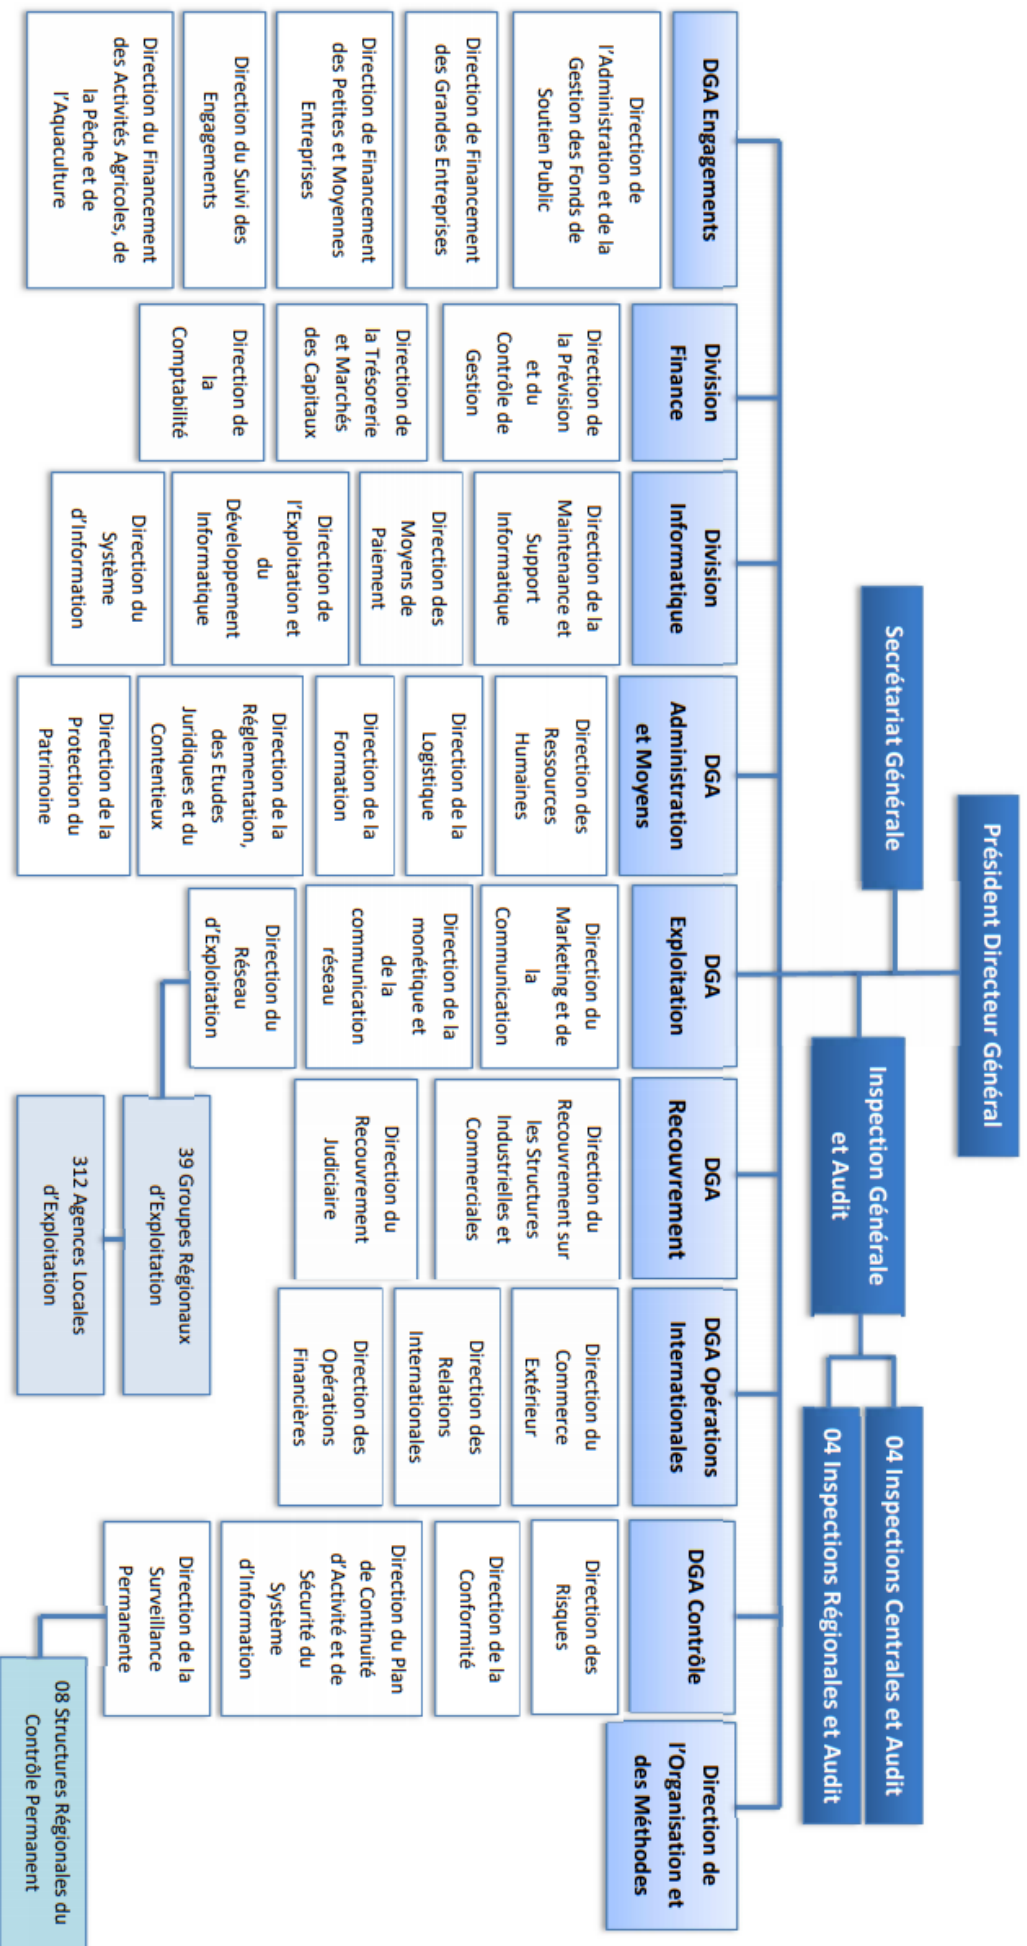 Président Directeur Général
Secrétariat Générale
Inspection Générale
et Audit
04 Inspections Centrales et Audit
04 Inspections Régionales et Audit
DGA Engagements
Direction de
l'Administration et de la
Gestion des Fonds de
Soutien Public
Direction de Financement
des Grandes Entreprises
Direction de Financement
des Petites et Moyennes
Entreprises
Direction du Suivi des
Engagements
Direction du Financement
des Activités Agricoles, de
la Pêche et de
l'Aquaculture
Division
Finance
Direction de
la Prévision
et du
Contrôle de
Gestion
Direction de
la Trésorerie
et Marchés
des Capitaux
Direction de
la
Comptabilité
Division
Informatique
Direction de la
Maintenance et
Support
Informatique
Direction des
Moyens de
Paiement
Direction de
l'Exploitation et
du
Développement
Informatique
Direction du
Système
d'Information
DGA
Administration
et Moyens
Direction des
Ressources
Humaines
Direction de la
Logistique
Direction de la
Formation
Direction de la
Réglementation,
des Etudes
Juridiques et du
Contentieux
Direction de la
Protection du
Patrimoine
DGA
Exploitation
Direction du
Marketing et de
la
Communication
Direction de la
monétique et
de la
communication
réseau
Direction du
Réseau
d'Exploitation
39 Groupes Régionaux
d'Exploitation
312 Agences Locales
d'Exploitation
DGA
Recouvrement
Direction du
Recouvrement sur
les Structures
Industrielles et
Commerciales
Direction du
Recouvrement
Judiciaire
DGA Opérations
Internationales
Direction du
Commerce
Extérieur
Direction des
Relations
Internationales
Direction des
Opérations
Financières
DGA Contrôle
Direction des
Risques
Direction de la
Conformité
Direction du Plan
de Continuité
d'Activité et de
Sécurité du
Système
d'Information
Direction de la
Surveillance
Permanente
08 Structures Régionales du
Contrôle Permanent
Direction de
l'Organisation et
des Méthodes